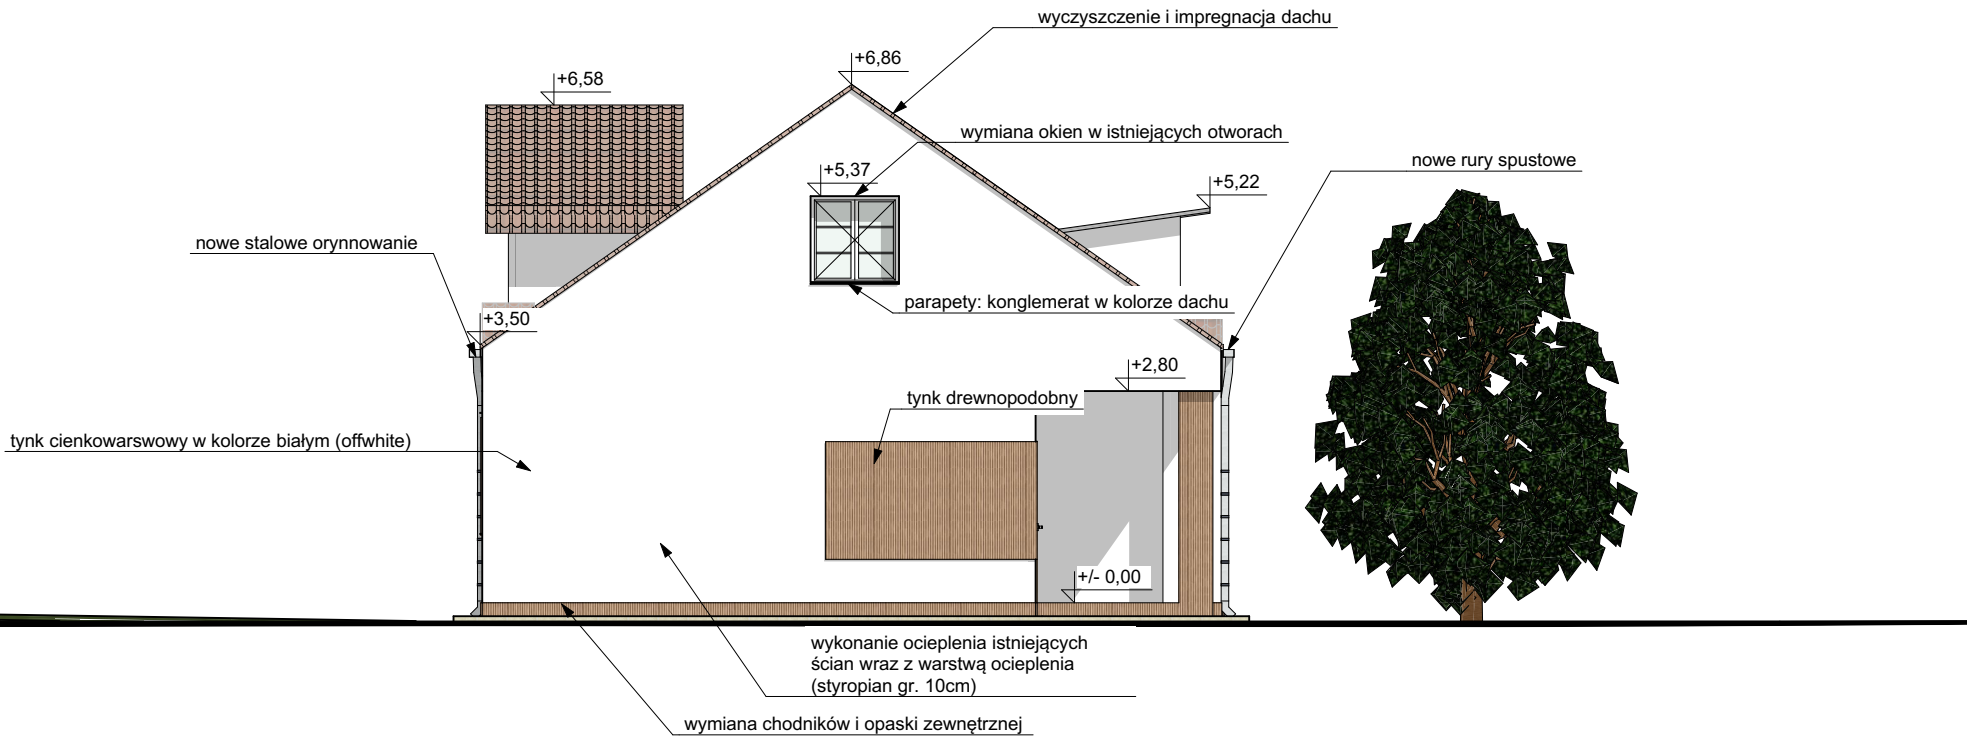 wyczyszczenie i impregnacja dachu
+6,86
+6,58
wymiana okien w istniejących otworach
nowe rury spustowe
+5,37
+5,22
nowe stalowe orynnowanie
parapety: konglemerat w kolorze dachu
+3,50
+2,80
tynk drewnopodobny
tynk cienkowarswowy w kolorze białym (offwhite)
+/- 0,00
wykonanie ocieplenia istniejących
ścian wraz z warstwą ocieplenia
(styropian gr. 10cm)
wymiana chodników i opaski zewnętrznej